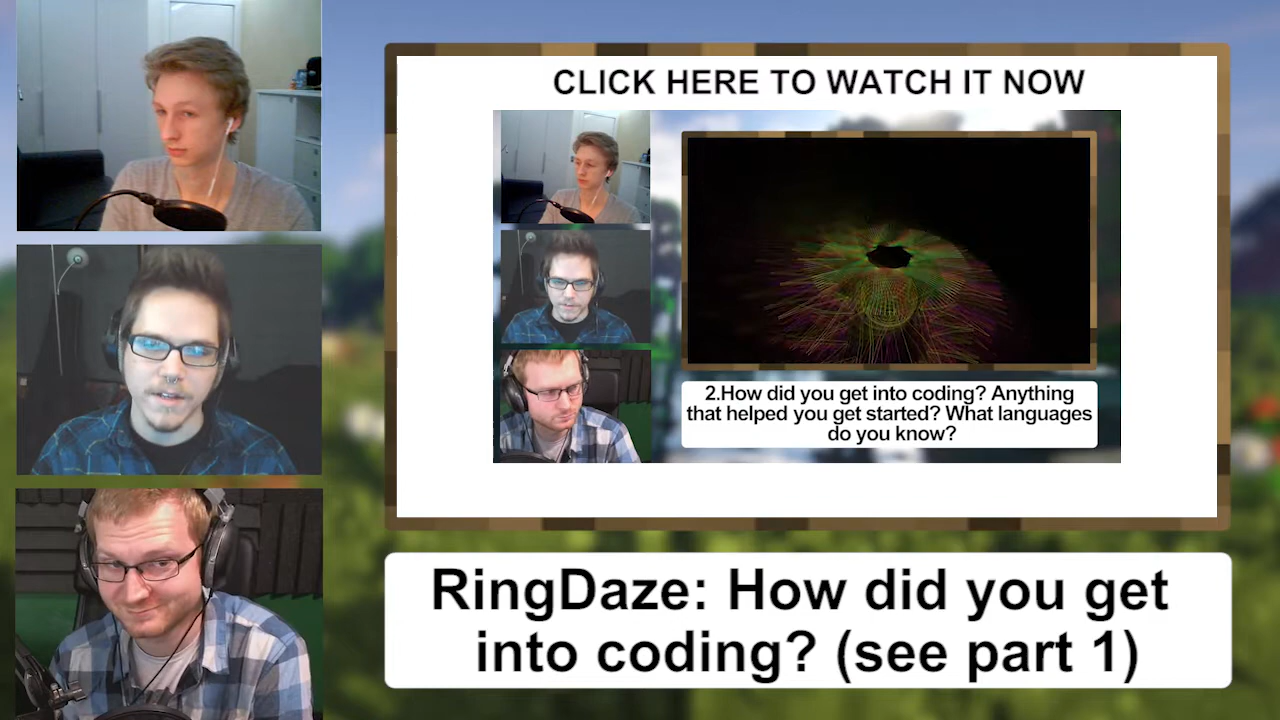 CLICK HERE TO WATCH IT NOW
2.How did you get into coding? Anything
that helped you get started? What languages
do you know?
RingDaze: How did you get
into coding? (see part 1)